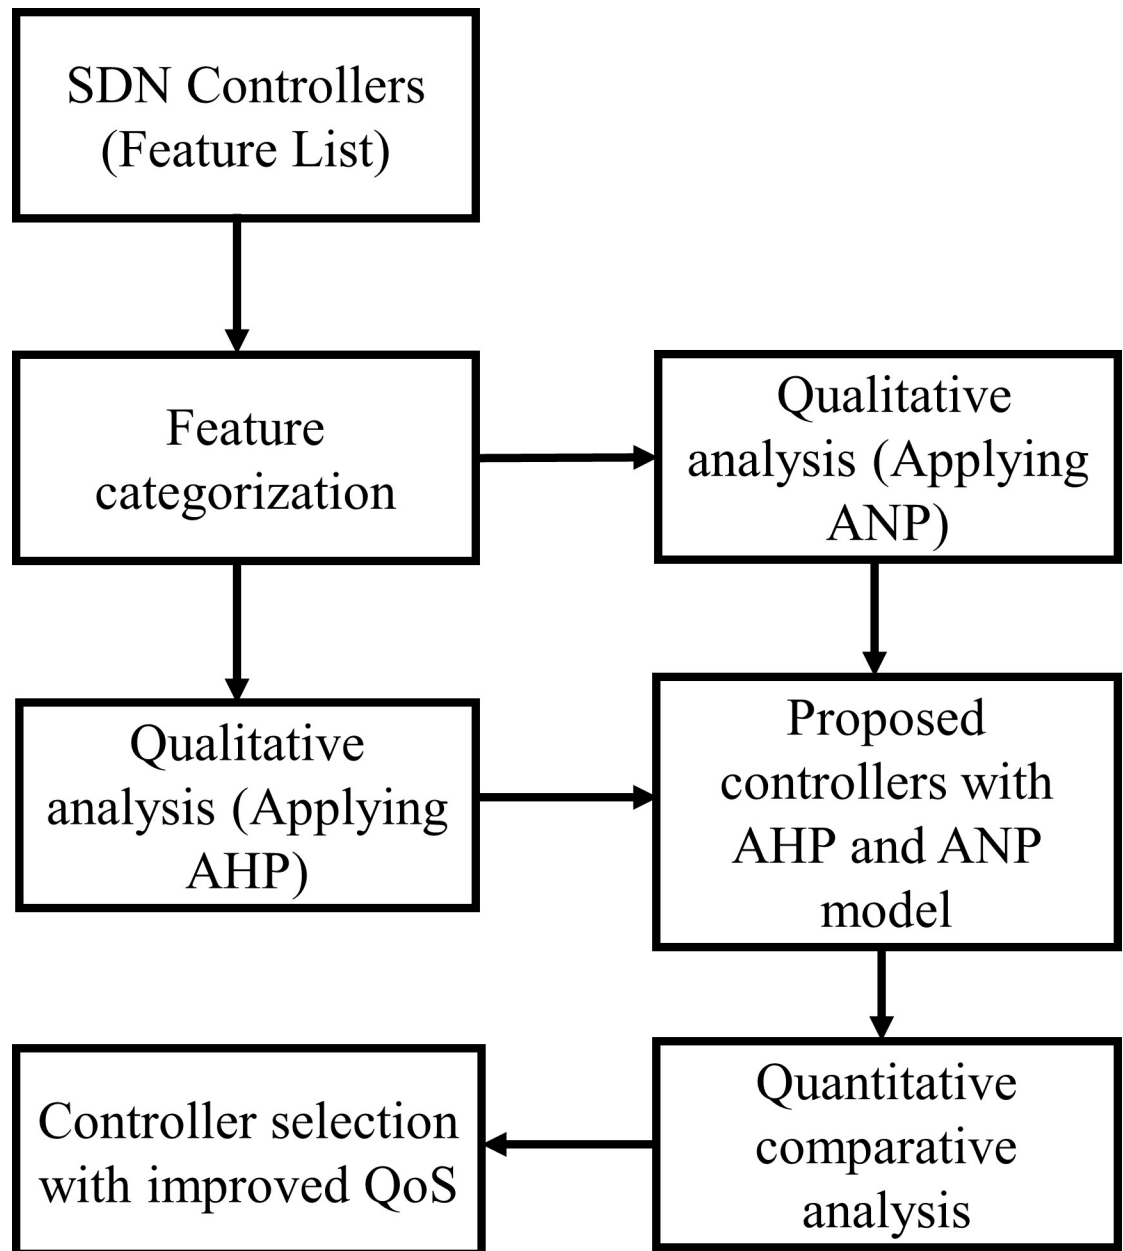 SDN Controllers
(Feature List)
Feature
categorization
Qualitative
analysis (Applying
ANP)
Qualitative
analysis (Applying
AHP)
Proposed
controllers with
AHP and ANP
model
Quantitative
comparative
analysis
Controller selection
with improved QoS